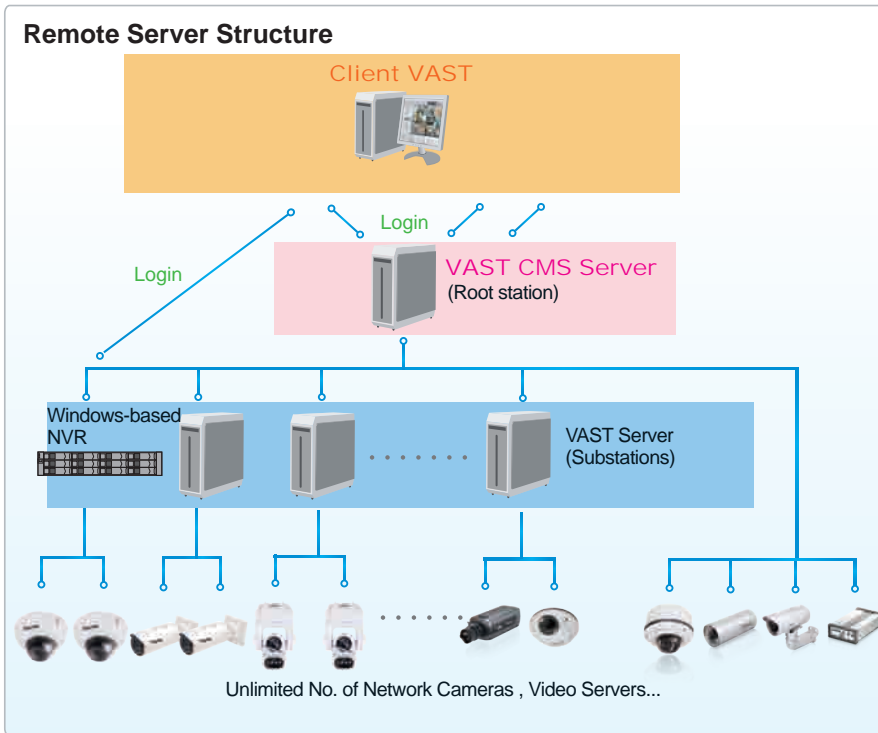 Remote Server Structure
Client VAST
Login
Login
VAST CMS Server
(Root station)
Windows-based
NVR
VAST Server
(Substations)
Unlimited No. of Network Cameras , Video Servers...